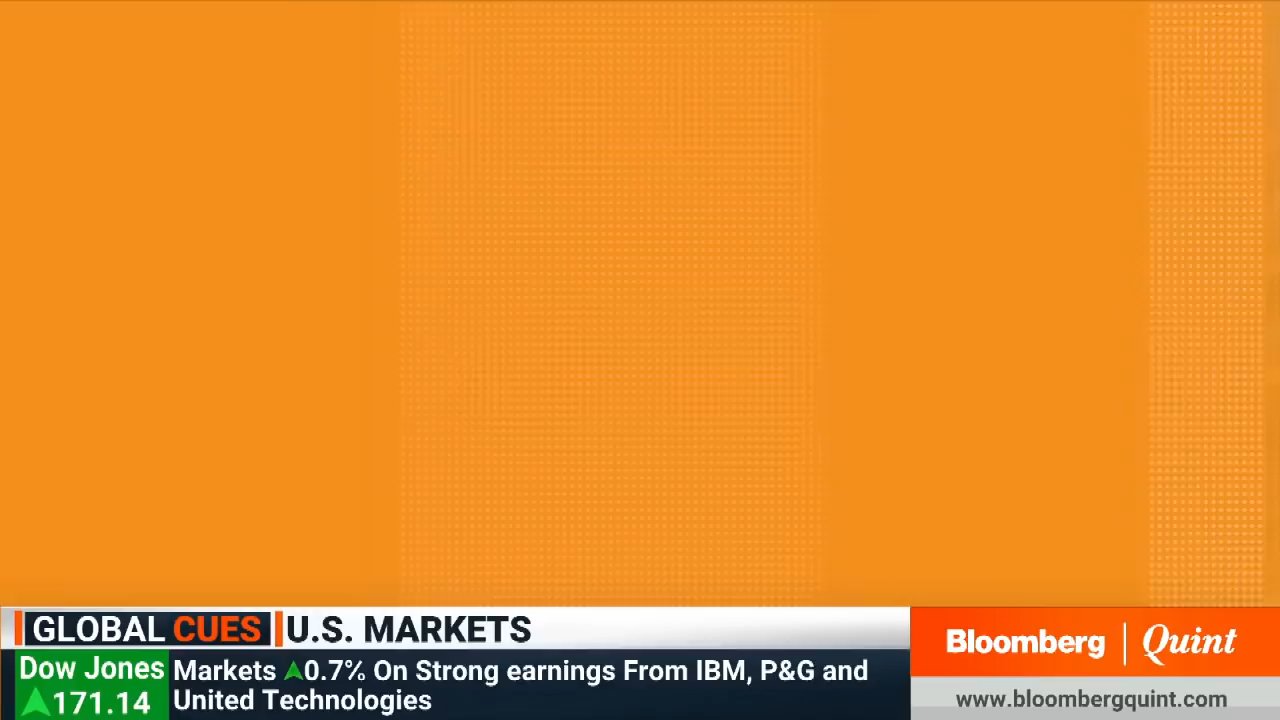 GLOBAL CUES U.S. MARKETS
Dow Jones
171.14
Markets 0.7% On Strong earnings From IBM, P&G and
United Technologies
Bloomberg | Quint
www.bloombergquint.com